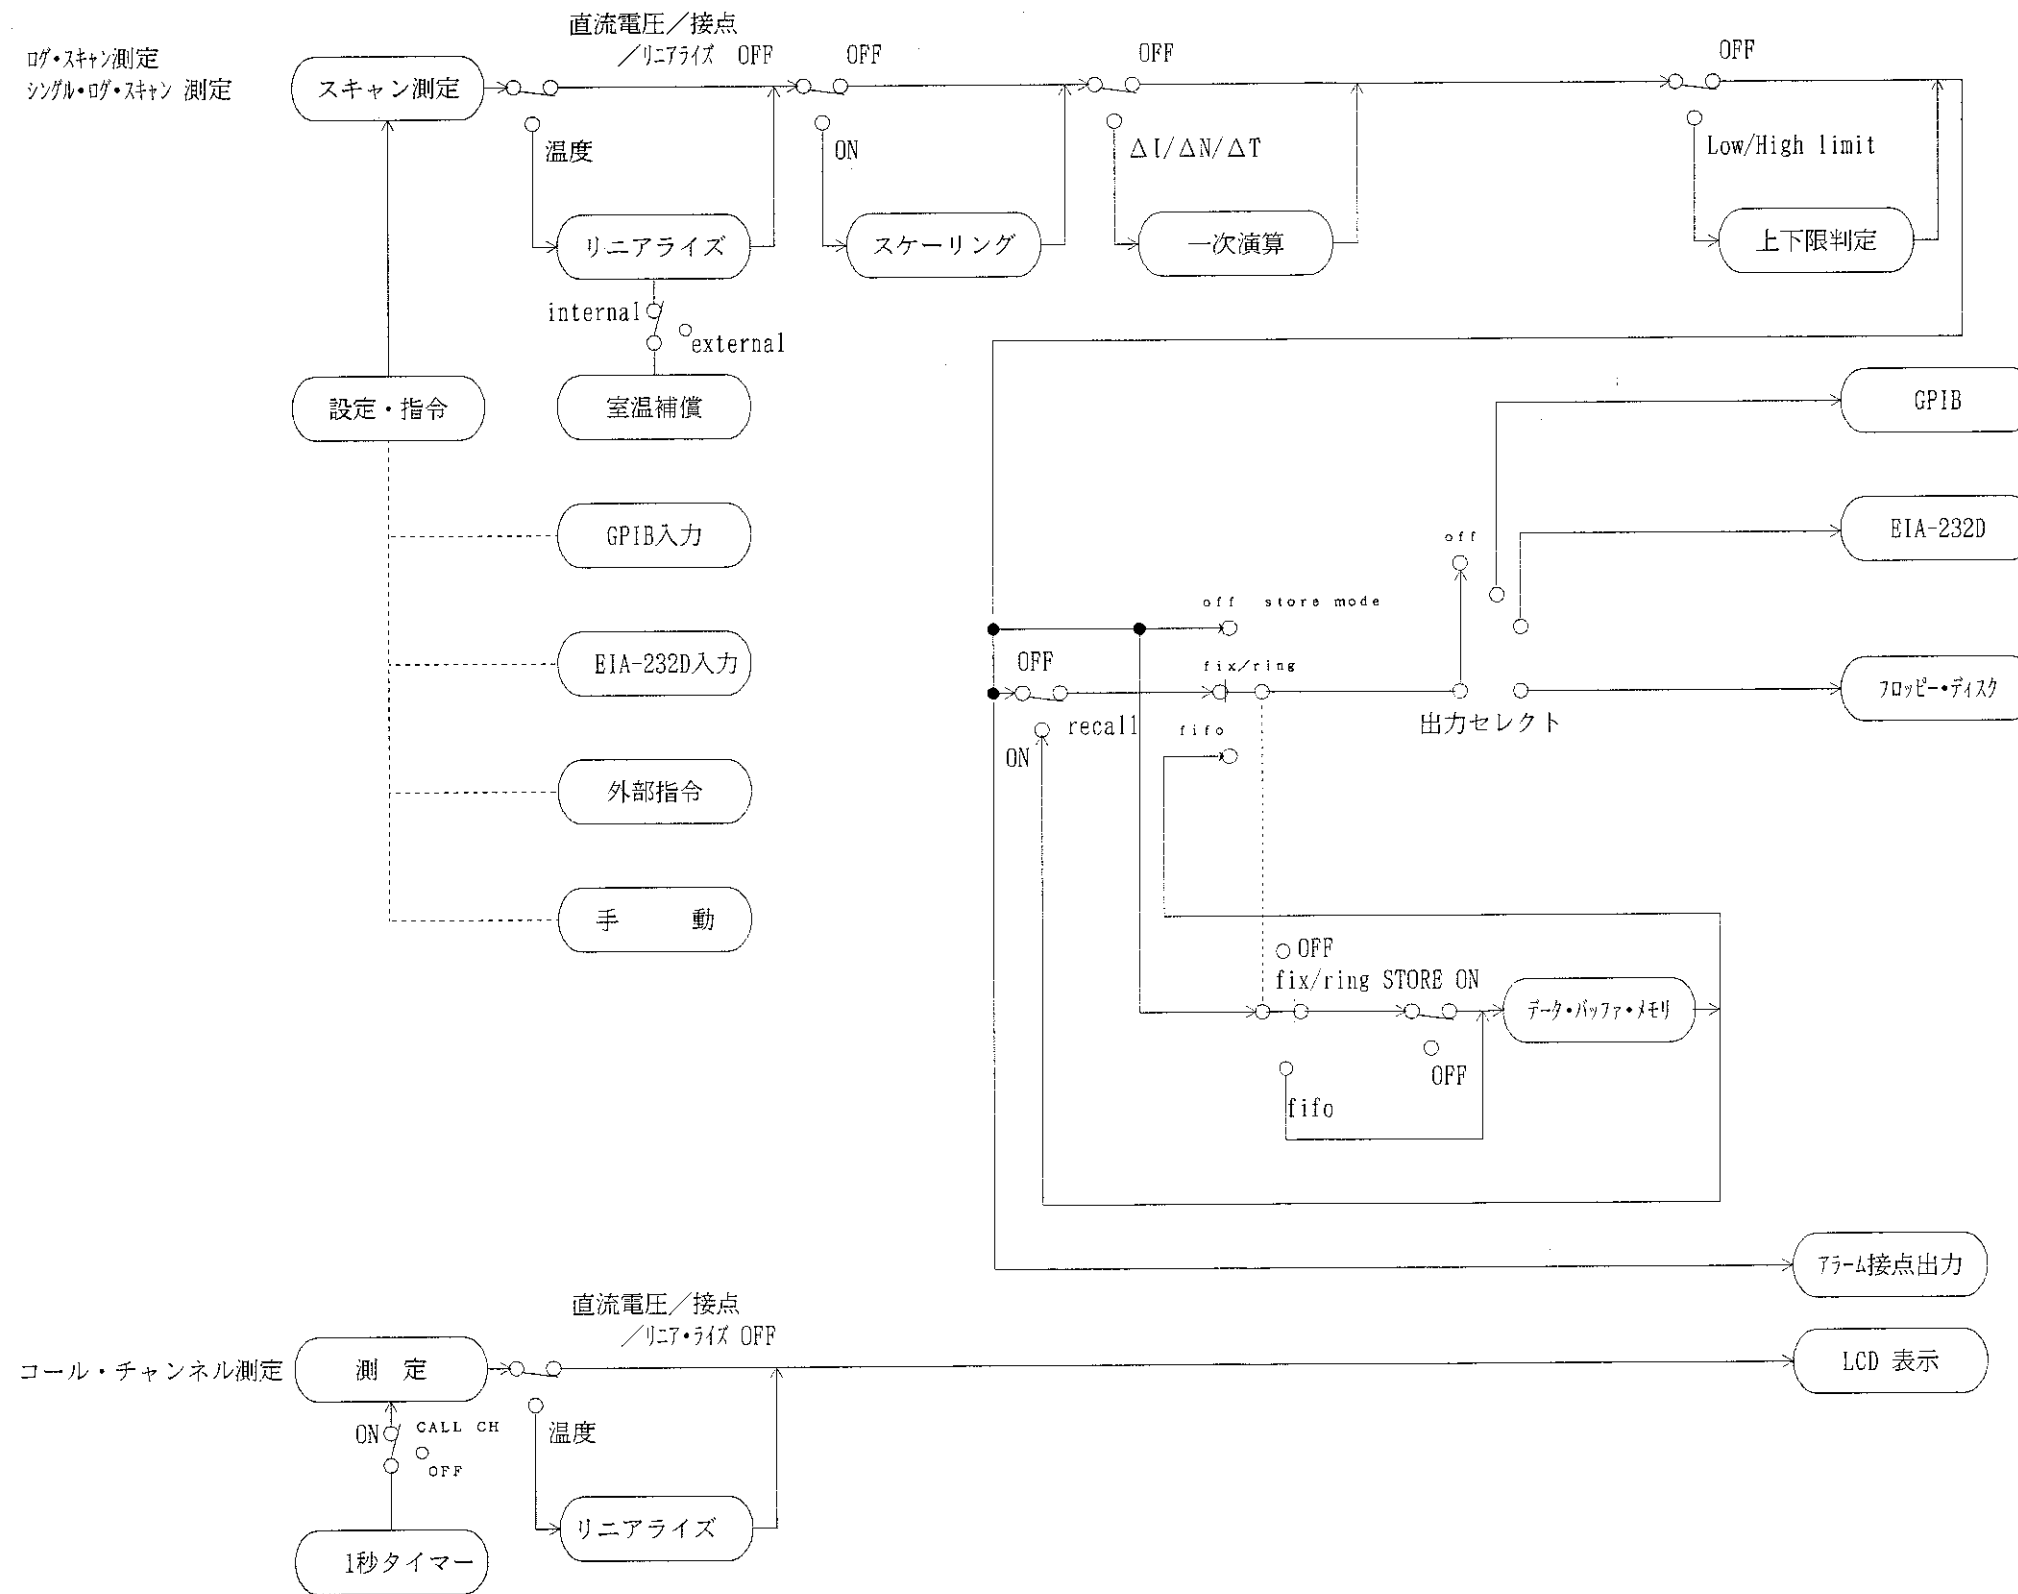 直流電圧／接点
／リニアライズ OFF
OFF
OFF
OFF
ログ・スキャン測定
シングル・ログ・スキャン 測定
スキャン測定
温度
ON
ΔI/ΔN/ΔT
Low/High limit
リニアライズ
スケーリング
一次演算
上下限判定
internal
external
設定・指令
室温補償
GPIB
GPIB入力
EIA-232D
off
off store mode
EIA-232D入力
OFF
fix/ring
フロッピー・ディスク
recall
fifo
出力セレクト
ON
外部指令
手 動
OFF
fix/ring STORE ON
データ・バッファ・メモリ
OFF
fifo
アラーム接点出力
直流電圧／接点
／リニア・ライズ OFF
コール・チャンネル測定
測 定
LCD 表示
ON
CALL CH
OFF
温度
リニアライズ
1秒タイマー